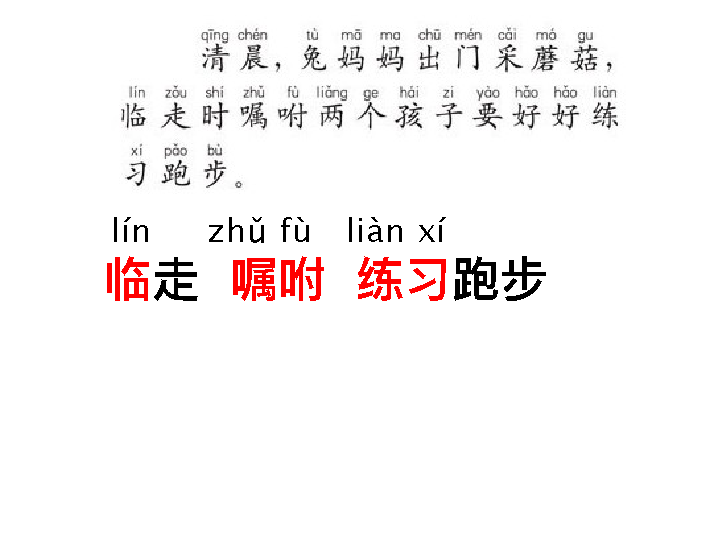 qīng chén tù mā ma chū mén cǎi mó gu
清晨，兔妈妈出门采蘑菇，
lín zǒu shí zhǔ fù liǎng ge hái zi yào hǎo hǎo liàn
临走时嘱咐两个孩子要好好练
xí pǎo bù
习跑步。
lín zhǔ fù liàn xí
临走 嘱咐 练习跑步